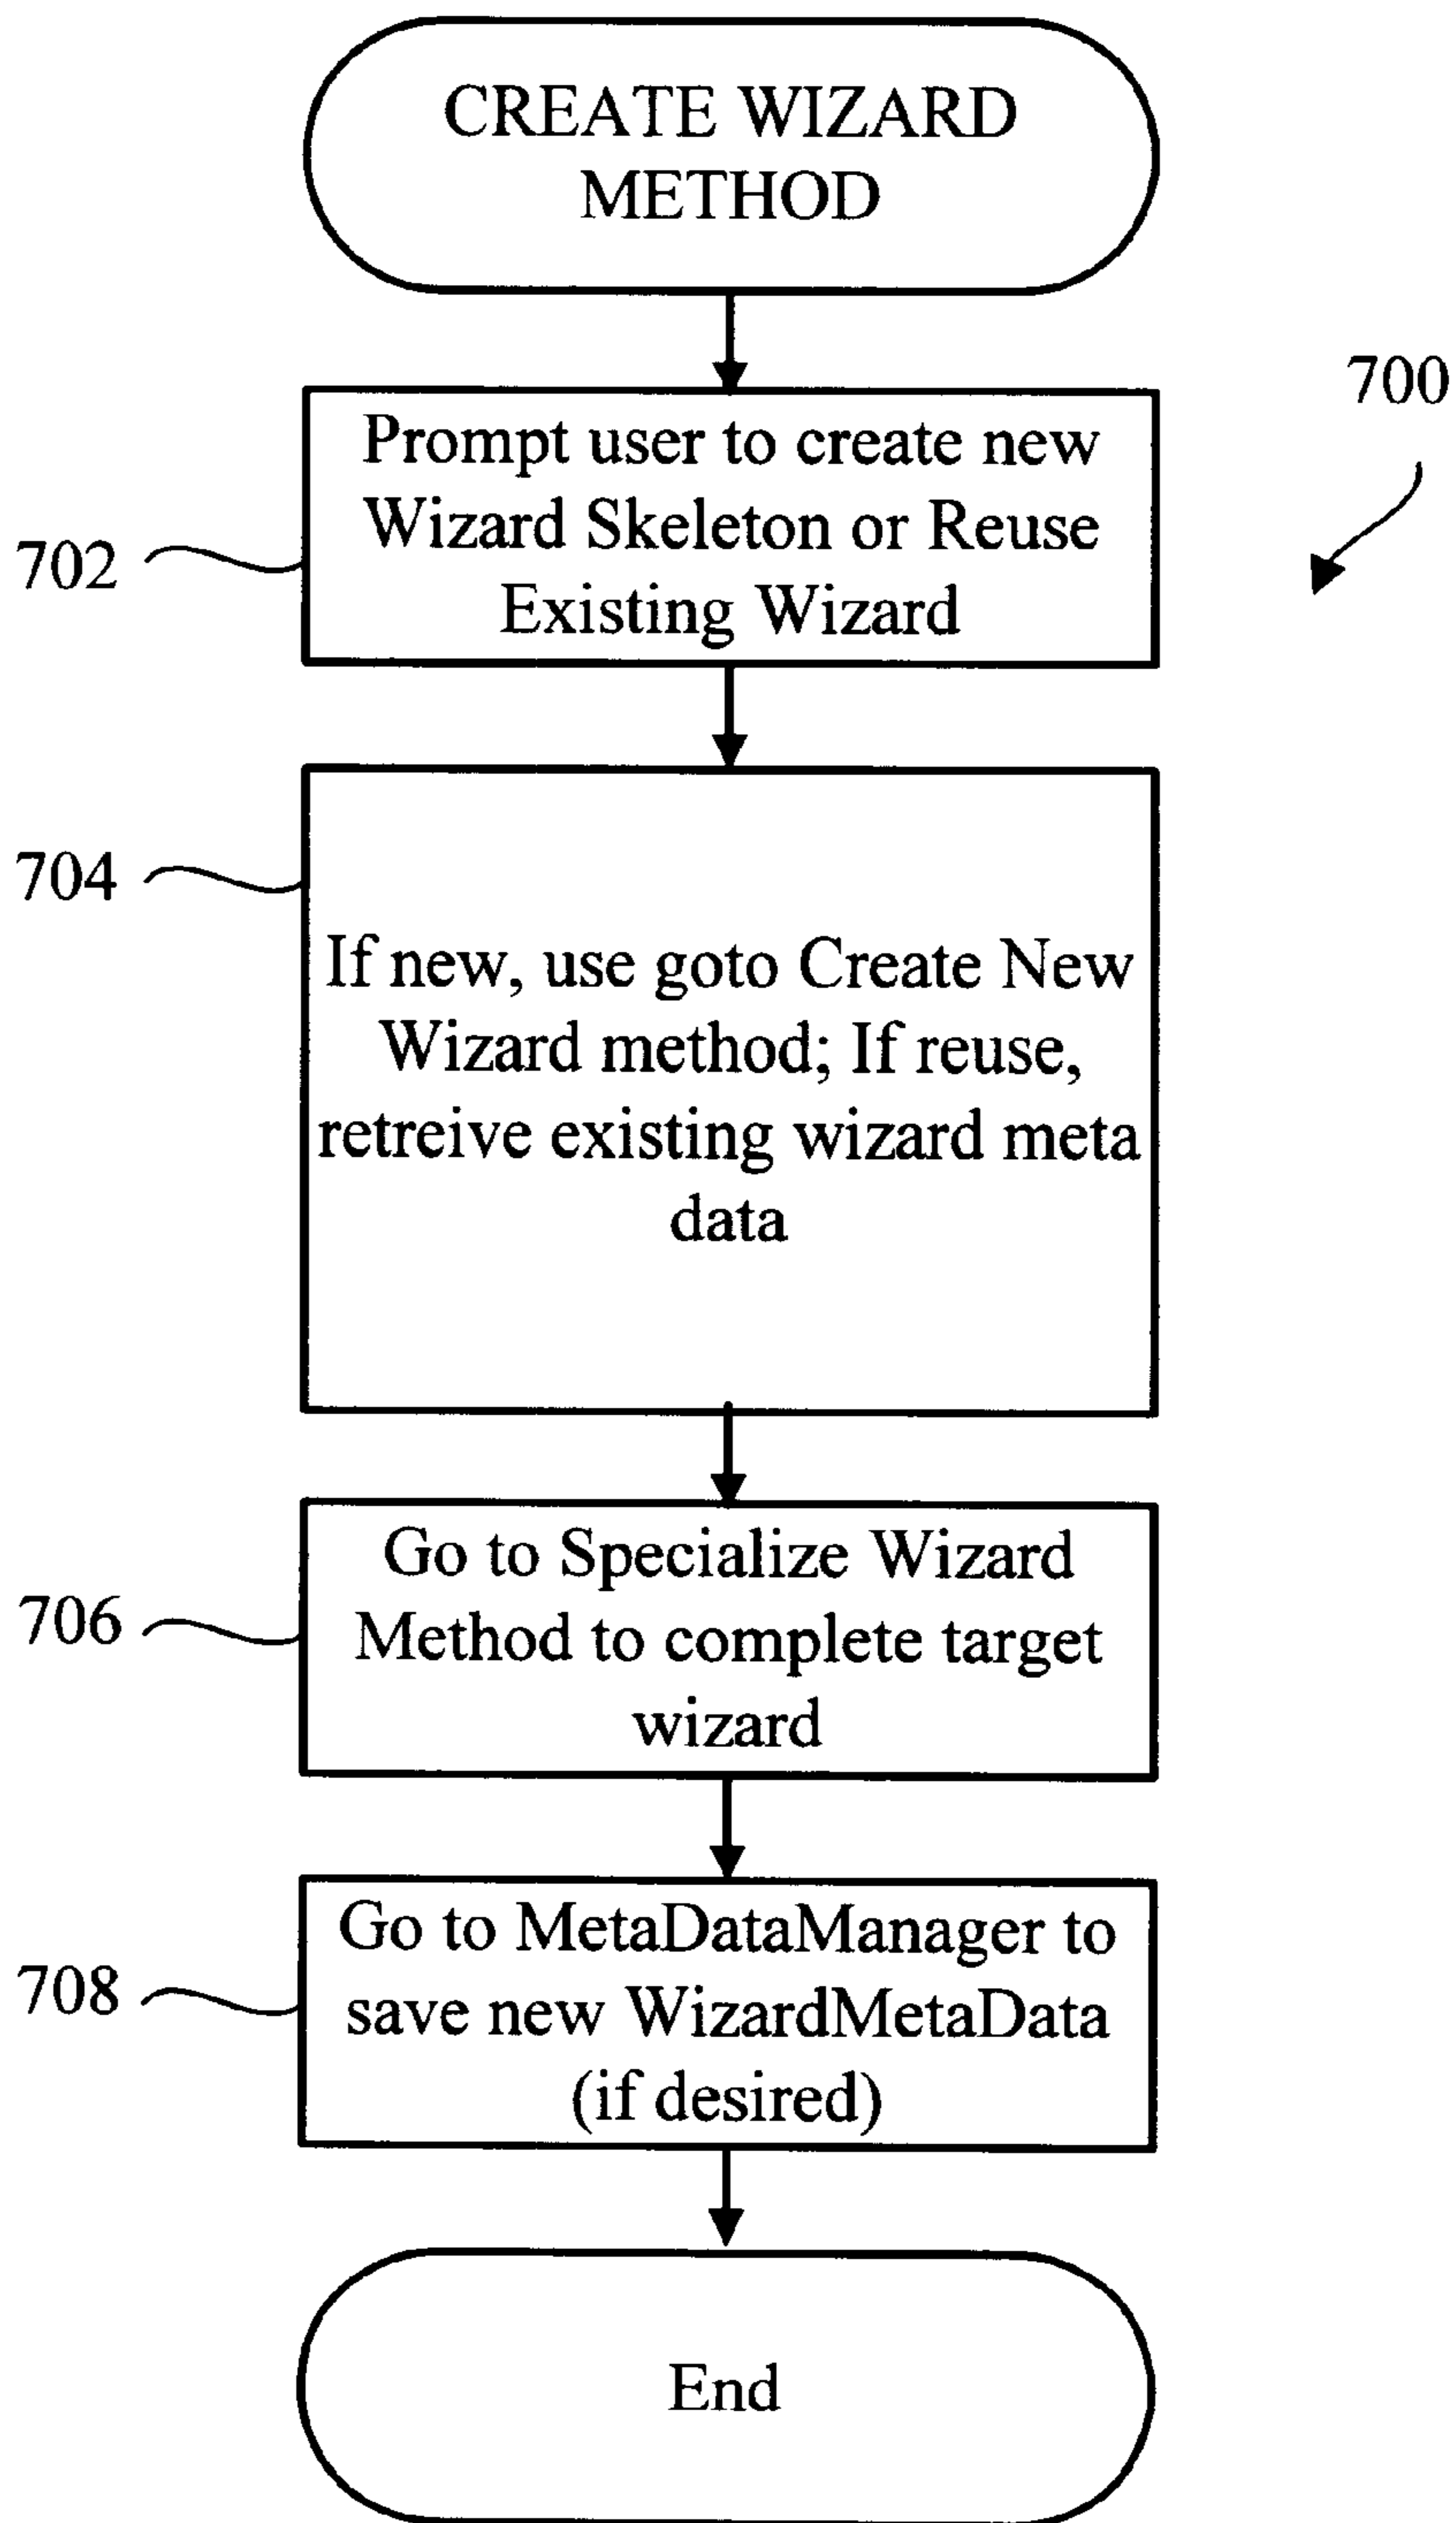 CREATE WIZARD
METHOD
700
Prompt user to create new
Wizard Skeleton or Reuse
Existing Wizard
702
704
If new, use goto Create New
Wizard method; If reuse,
retreive existing wizard meta
data
Go to Specialize Wizard
Method to complete target
wizard
706
Go to MetaDataManager to
save new WizardMetaData
(if desired)
708
End